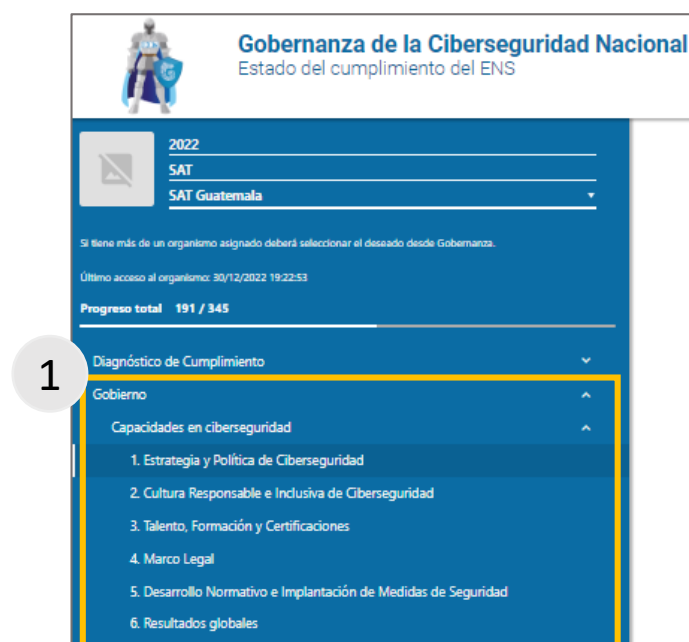 Gobernanza de la Ciberseguridad Nacional
Estado del cumplimiento del ENS
2022
SAT
SAT Guatemala
Si tiene más de un organismo asignado deberá seleccionar el deseado desde Gobernanza.
Último acceso al organismo: 30/12/2022 19:22:53
Progreso total 191 / 345
1
Diagnóstico de Cumplimiento
Gobierno
Capacidades en ciberseguridad
1. Estrategia y Política de Ciberseguridad
2. Cultura Responsable e Inclusiva de Ciberseguridad
3. Talento, Formación y Certificaciones
4. Marco Legal
5. Desarrollo Normativo e Implantación de Medidas de Seguridad
6. Resultados globales